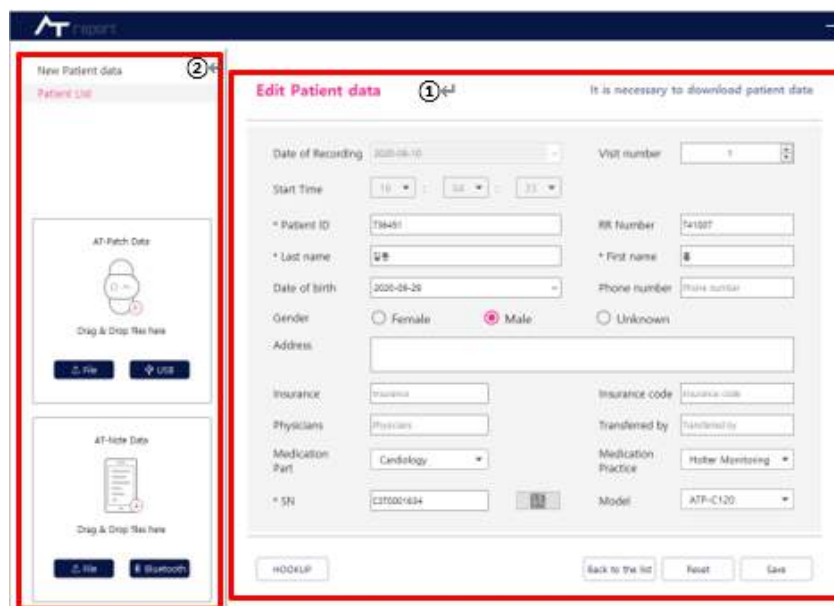 AT report
New Patient data
②
Patient List
Edit Patient data
①
It is necessary to download patient data
Date of Recording
2020-09-10
Visit number
1
Start Time
:
:
* Patient ID
RR Number
* Last name
길동
* First name
홍
Date of birth
2020-09-29
Phone number
Phone number
Gender
Female
Male
Unknown
Address
Insurance
Insurance
Insurance code
Insurance code
Physicians
Physicians
Transferred by
Transferred by
Medication Part
Cardiology
Medication Practice
Holter Monitoring
* SN
Model
ATP-C120
AT-Patch Data
Drag & Drop files here
File
USB
AT-Note Data
Drag & Drop files here
File
Bluetooth
HOOKUP
Back to the list
Reset
Save